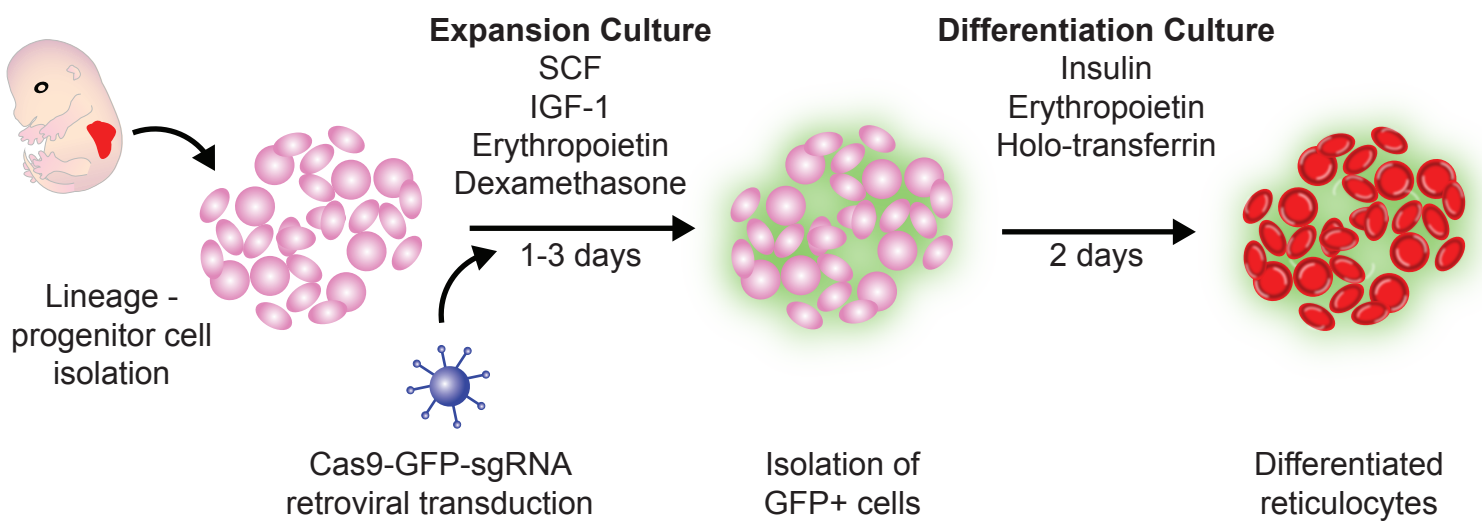 Expansion Culture
SCF
IGF-1
Erythropoietin
Dexamethasone
1-3 days
Differentiation Culture
Insulin
Erythropoietin
Holo-transferrin
2 days
Lineage -
progenitor cell
isolation
Cas9-GFP-sgRNA
retroviral transduction
Isolation of
GFP+ cells
Differentiated
reticulocytes